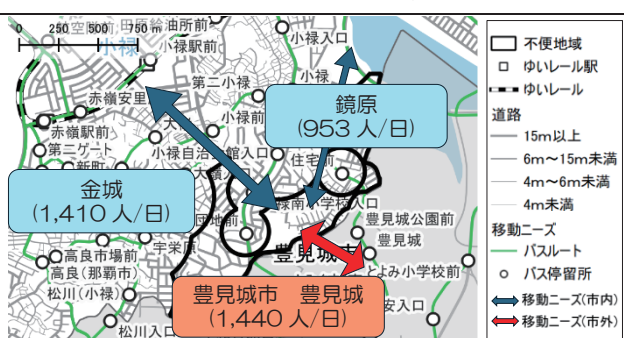 0 250 500 750 m
小禄駅前
小禄入口
第二小禄
小禄
赤嶺安里
赤嶺駅前
第二ゲート
小禄前
鏡原
(953 人/日)
住宅前
金城
(1,410 人/日)
団地前
豊見城公園前
豊見城
豊見城市
とよみ小学校前
宇栄原
高良市場前
高良(那覇市)
松川(小禄)
松川入口
豊見城市 豊見城
(1,440 人/日)
安入口
不便地域
ゆいレール駅
ゆいレール
道路
15m以上
6m～15m未満
4m～6m未満
4m未満
移動ニーズ
バスルート
バス停留所
移動ニーズ(市内)
移動ニーズ(市外)